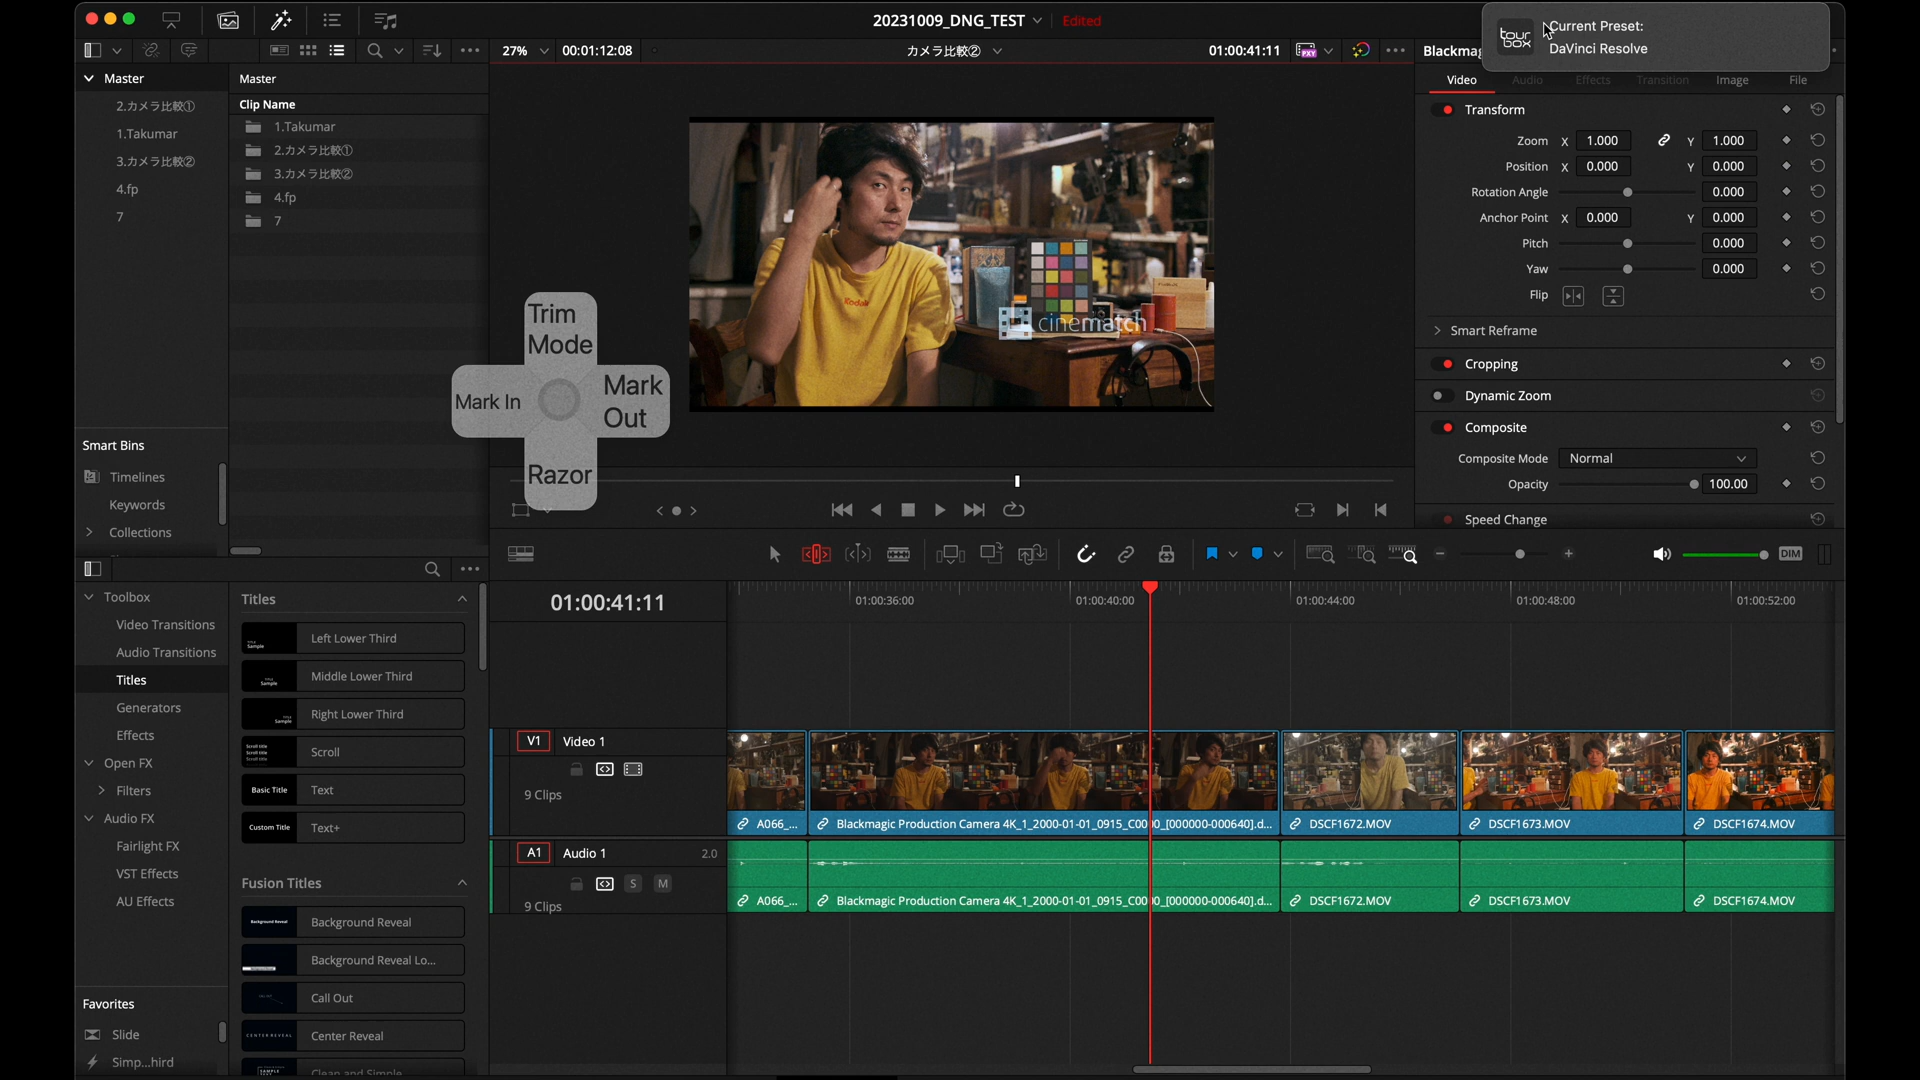 20231009_DNG_TEST
Edited
tour
box
Current Preset:
DaVinci Resolve
27%
00:01:12:08
カメラ比較②
01:00:41:11
PXY
Blackmag
Video
Audio
Effects
Transition
Image
File
Master
2.カメラ比較①
1.Takumar
3.カメラ比較②
4.fp
7
Master
Clip Name
1.Takumar
2.カメラ比較①
3.カメラ比較②
4.fp
7
Smart Bins
Timelines
Keywords
Collections
Trim
Mode
Mark In
Mark
Out
Razor
Kodak
cinematch
Transform
Zoom X 1.000 Y 1.000
Position X 0.000 Y 0.000
Rotation Angle 0.000
Anchor Point X 0.000 Y 0.000
Pitch 0.000
Yaw 0.000
Flip
Smart Reframe
Cropping
Dynamic Zoom
Composite
Composite Mode Normal
Opacity 100.00
Speed Change
DIM
Toolbox
Video Transitions
Audio Transitions
Titles
Generators
Effects
Open FX
Filters
Audio FX
Fairlight FX
VST Effects
AU Effects
Favorites
Slide
Simp...hird
Titles
Left Lower Third
Middle Lower Third
Right Lower Third
Scroll
Basic Title
Text
Custom Title
Text+
Fusion Titles
Background Reveal
Background Reveal
Background Reveal Lo...
Call Out
CENTER REVEAL
Center Reveal
Clean and Simple
01:00:41:11
01:00:36:00
01:00:40:00
01:00:44:00
01:00:48:00
01:00:52:00
V1
Video 1
9 Clips
A066_...
Blackmagic Production Camera 4K_1_2000-01-01_0915_C0000_[000000-000640].d...
DSCF1672.MOV
DSCF1673.MOV
DSCF1674.MOV
A1
Audio 1
2.0
S
M
9 Clips
A066_...
Blackmagic Production Camera 4K_1_2000-01-01_0915_C0000_[000000-000640].d...
DSCF1672.MOV
DSCF1673.MOV
DSCF1674.MOV